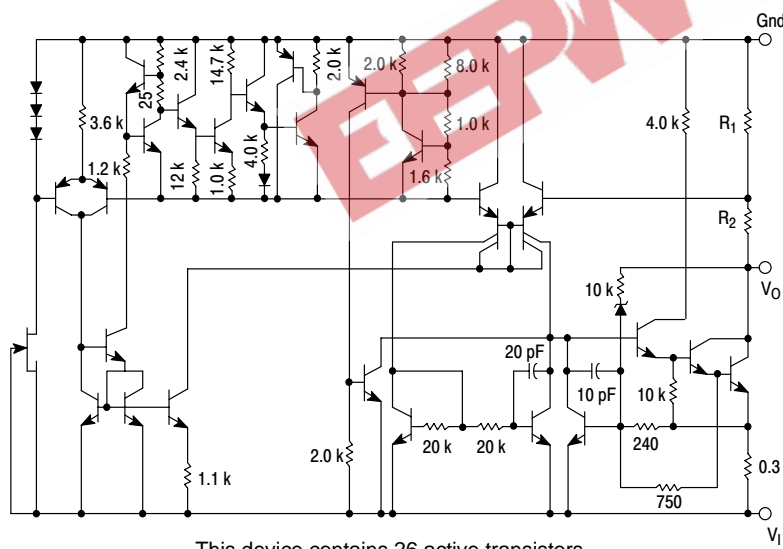 Gnd
2.4 k
25
14.7 k
2.0 k
2.0 k
8.0 k
3.6 k
1.0 k
4.0 k
R1
1.2 k
12 k
1.0 k
4.0 k
1.6 k
R2
EEPW
10 k
VO
20 pF
10 pF
10 k
20 k
20 k
240
2.0 k
1.1 k
0.3
750
VI
This device contains 26 active transistors